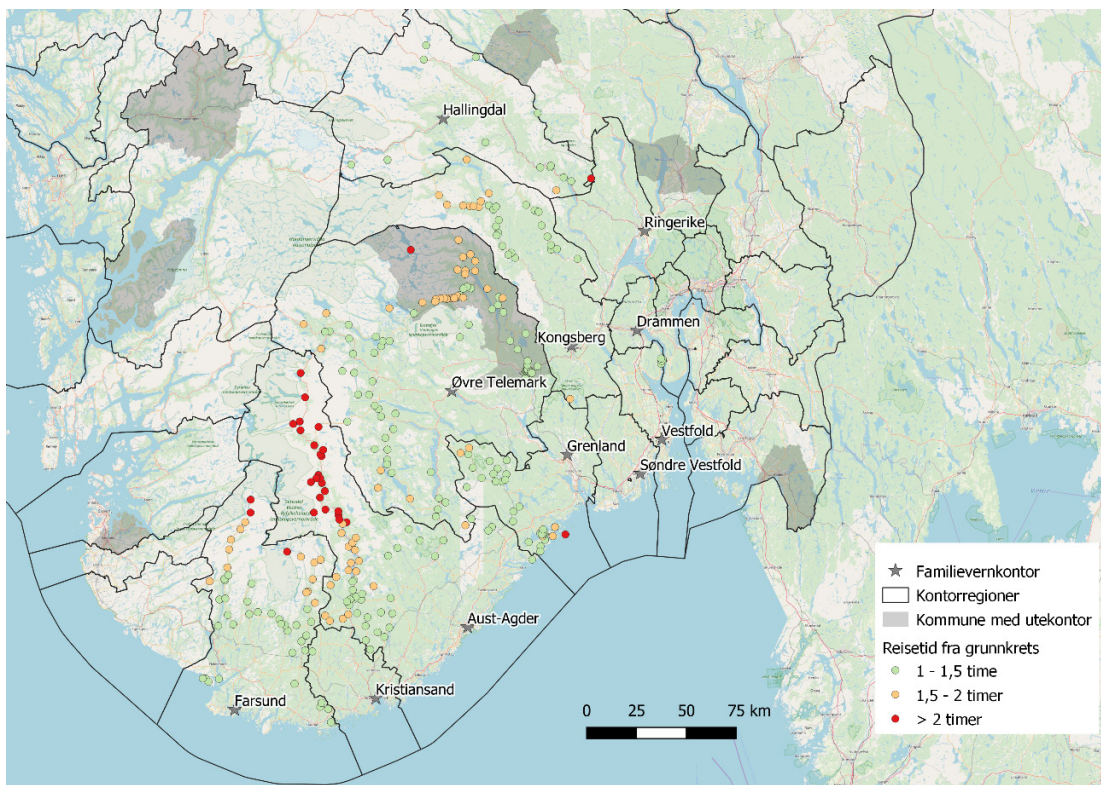 Hallingdal
Ringerike
Drammen
Kongsberg
Øvre Telemark
Vestfold
Grenland
Søndre Vestfold
Aust-Agder
Kristiansand
Farsund
Familievernkontor
Kontorregioner
Kommune med utekontor
Reisetid fra grunnkrets
1 - 1,5 time
1,5 - 2 timer
> 2 timer
0 25 50 75 km